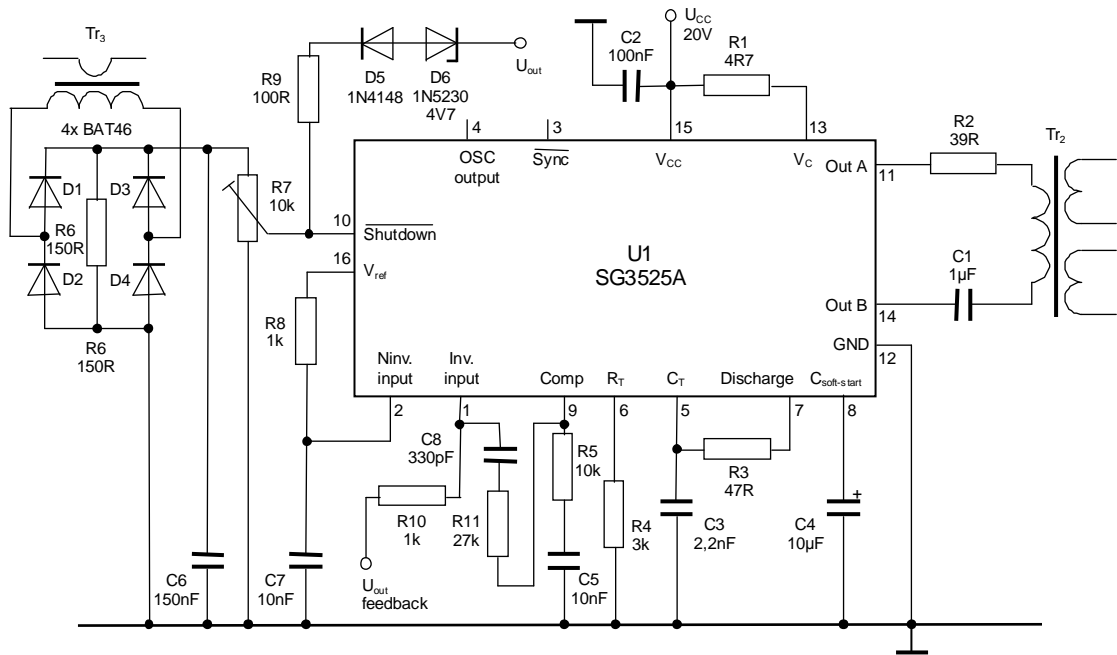 Tr3
4x BAT46
D1
D3
R6
150R
D2
D4
R6
150R
C6
150nF
R7
10k
R9
100R
D5
1N4148
D6
1N5230
4V7
Uout
C2
100nF
UCC
20V
R1
4R7
4
OSC
output
3
Sync
15
VCC
13
VC
Out A
11
R2
39R
Tr2
10
Shutdown
16
Vref
U1
SG3525A
C1
1µF
Out B
14
GND
12
R8
1k
Ninv.
input
2
Inv.
input
1
Comp
9
RT
6
CT
5
Discharge
7
Csoft-start
8
C8
330pF
R5
10k
R3
47R
R10
1k
R11
27k
R4
3k
C3
2,2nF
C4
10µF
+
Uout
feedback
C7
10nF
C5
10nF